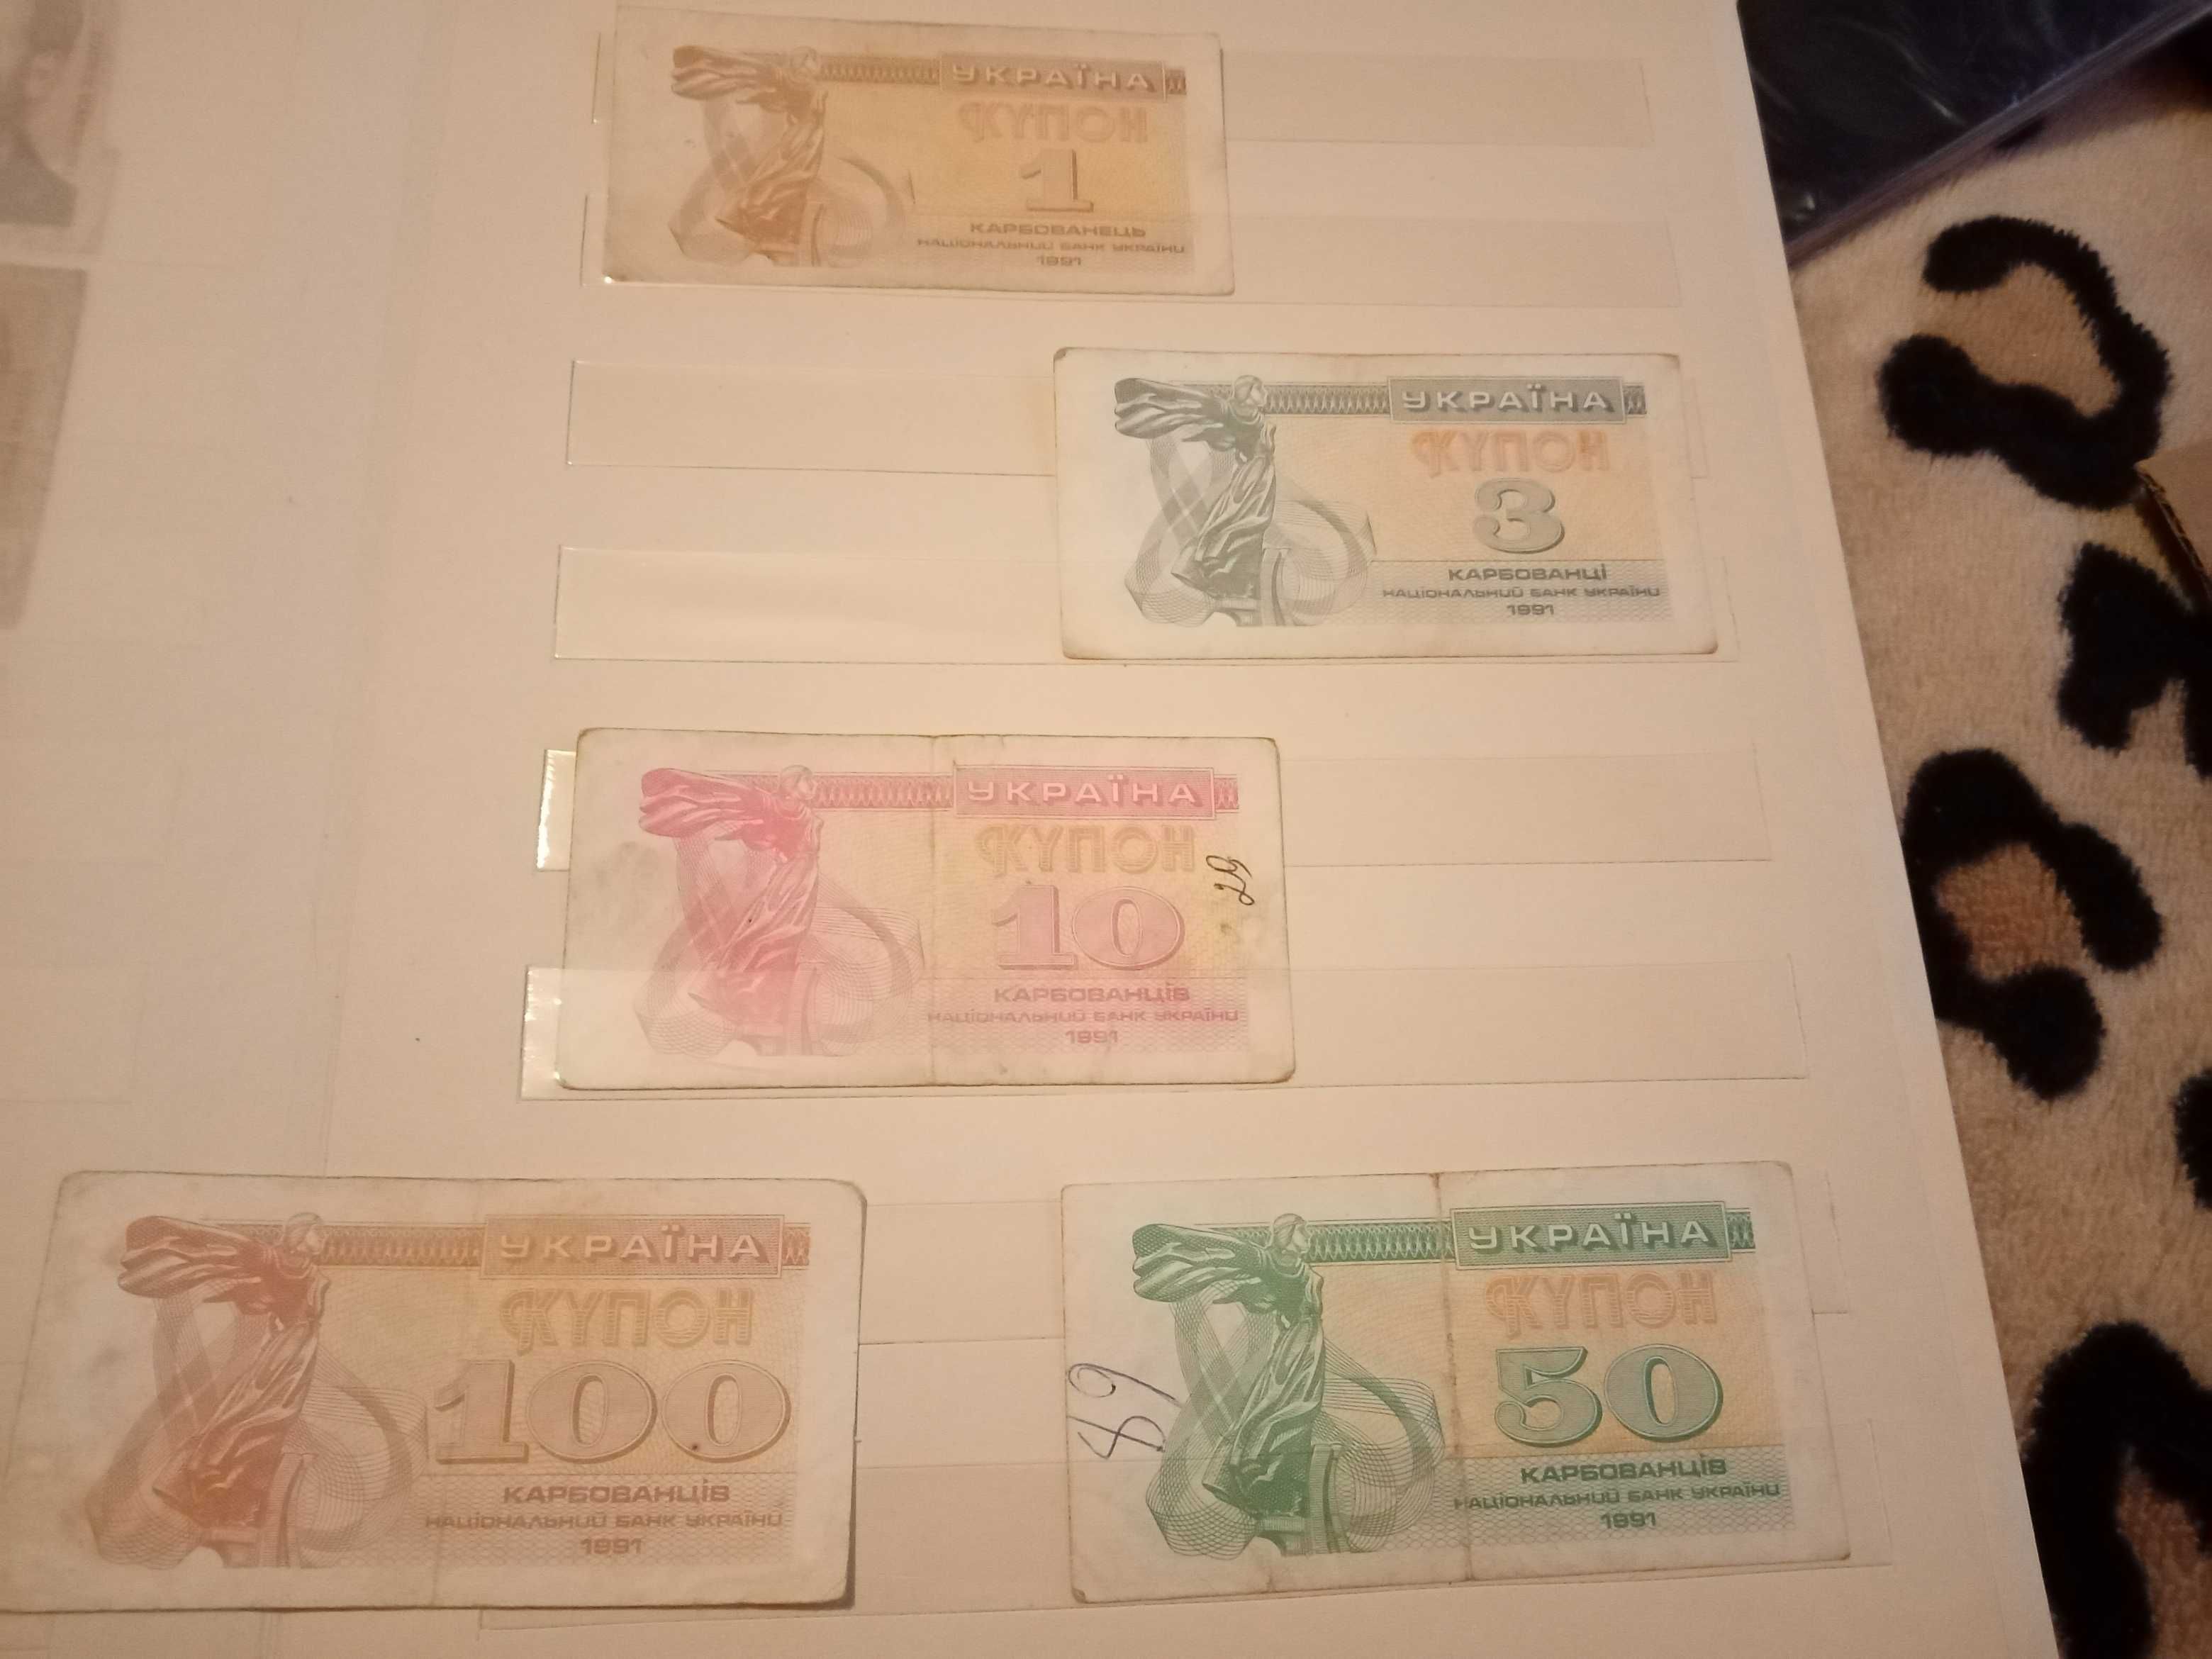 УКРАЇНА
КУПОН
1
КАРБОВАНЕЦЬ
НАЦІОНАЛЬНИЙ БАНК УКРАЇНИ
1991
УКРАЇНА
КУПОН
3
КАРБОВАНЦІ
НАЦІОНАЛЬНИЙ БАНК УКРАЇНИ
1991
УКРАЇНА
КУПОН
10
КАРБОВАНЦІВ
НАЦІОНАЛЬНИЙ БАНК УКРАЇНИ
1991
УКРАЇНА
КУПОН
100
КАРБОВАНЦІВ
НАЦІОНАЛЬНИЙ БАНК УКРАЇНИ
1991
УКРАЇНА
КУПОН
50
КАРБОВАНЦІВ
НАЦІОНАЛЬНИЙ БАНК УКРАЇНИ
1991
89